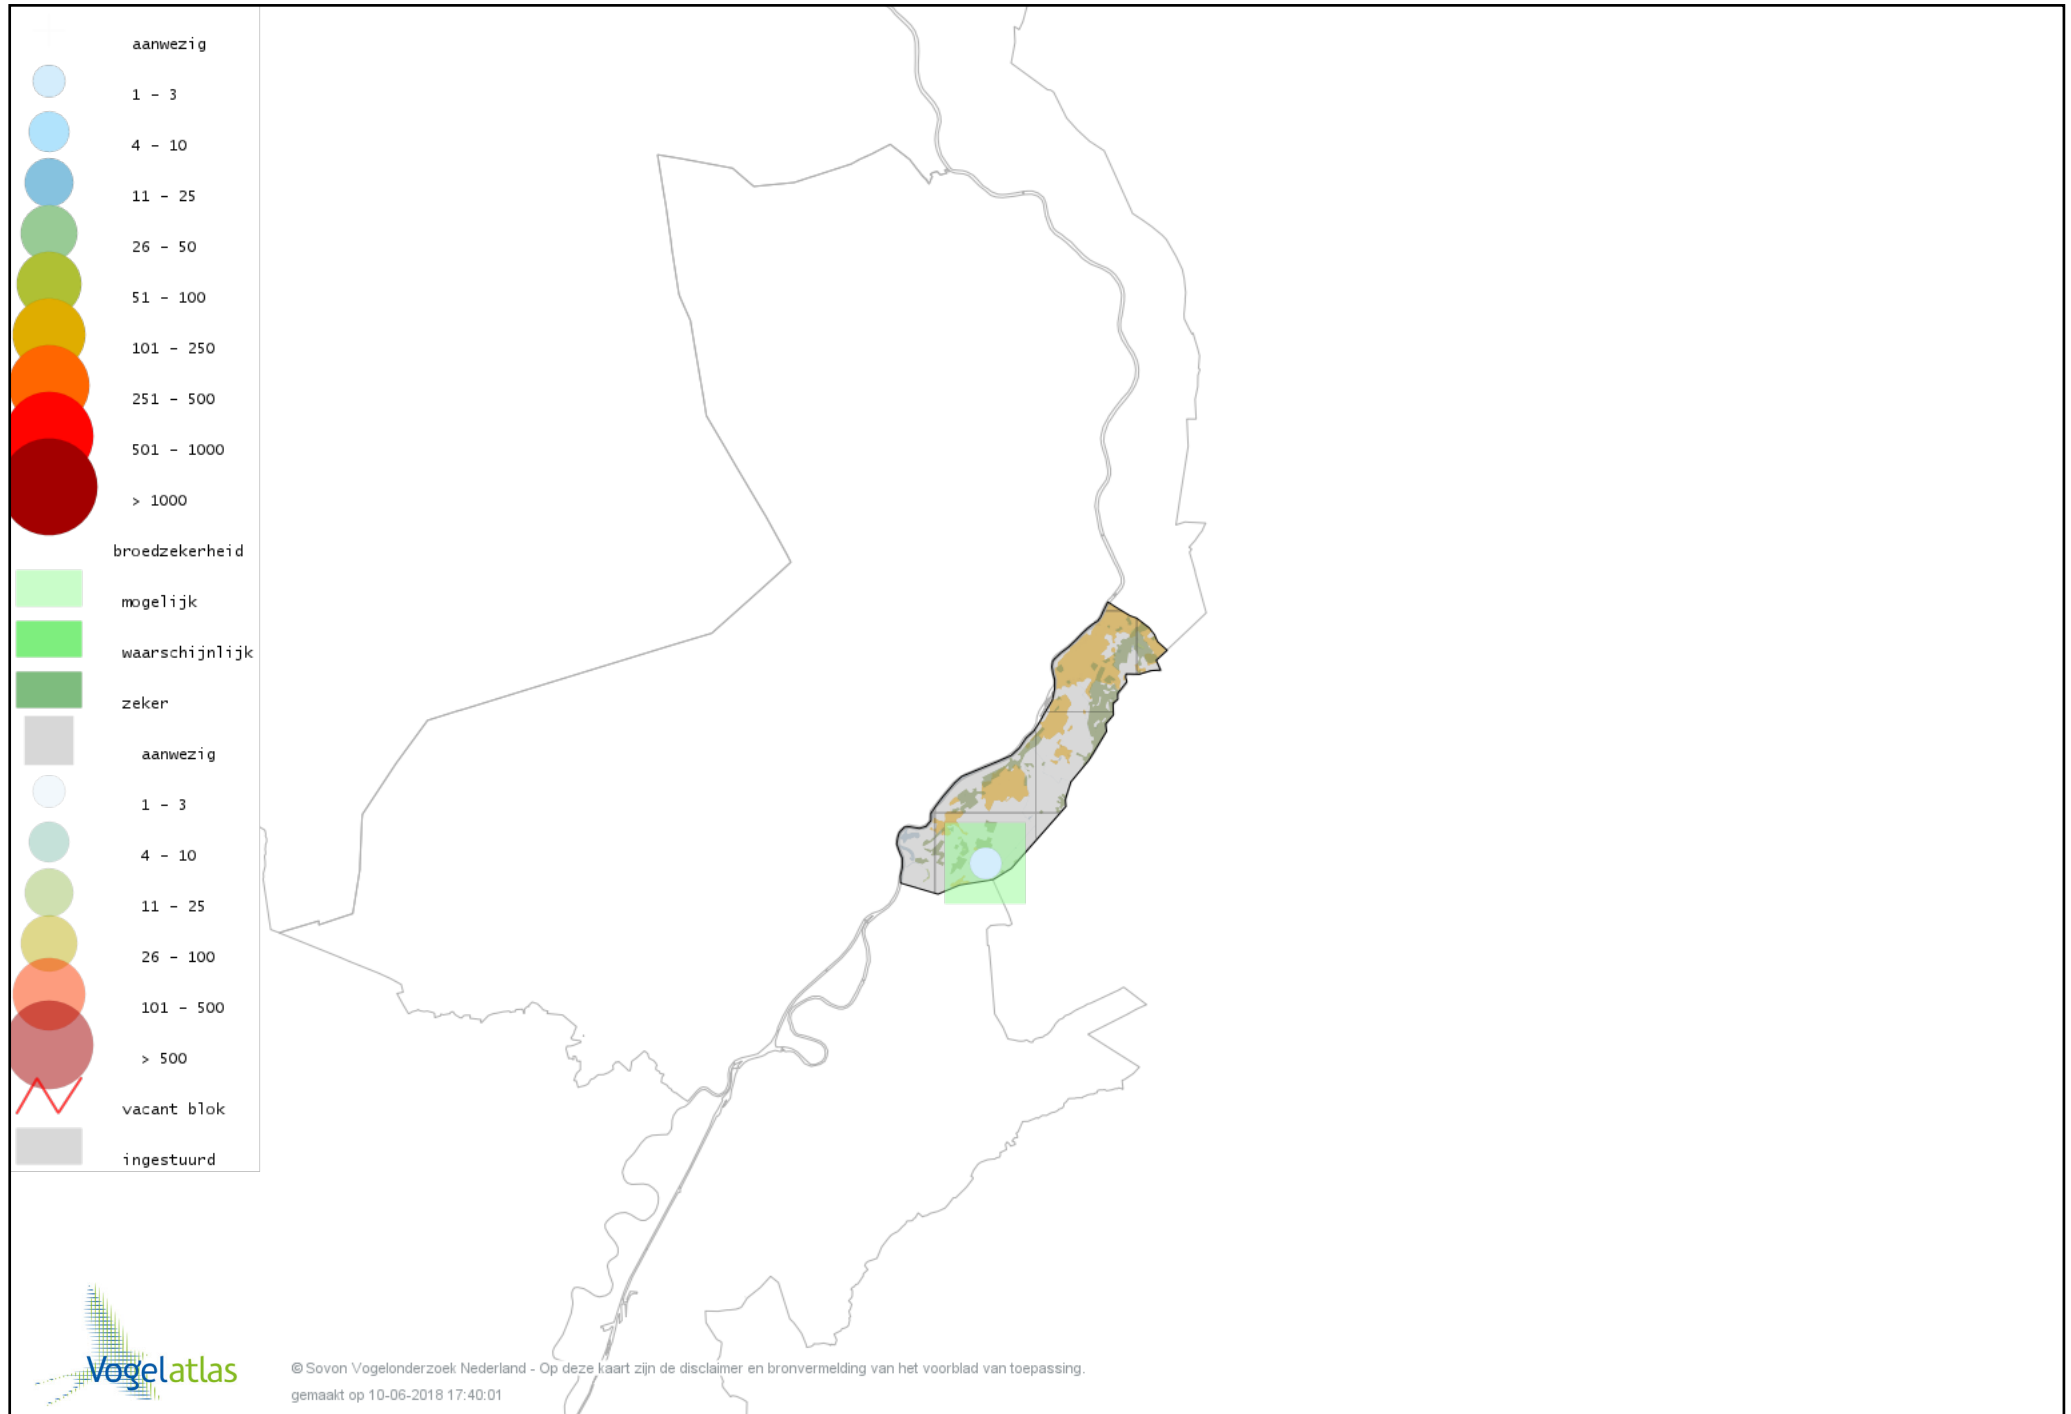 aanwezig
1 - 3
4 - 10
11 - 25
26 - 50
51 - 100
101 - 250
251 - 500
501 - 1000
> 1000
broedzekerheid
mogelijk
waarschijnlijk
zeker
aanwezig
1 - 3
4 - 10
11 - 25
26 - 100
101 - 500
> 500
vacant blok
ingestuurd
Vogelatlas
© Sovon Vogelonderzoek Nederland - Op deze kaart zijn de disclaimer en bronvermelding van het voorblad van toepassing.
gemaakt op 10-06-2018 17:40:01